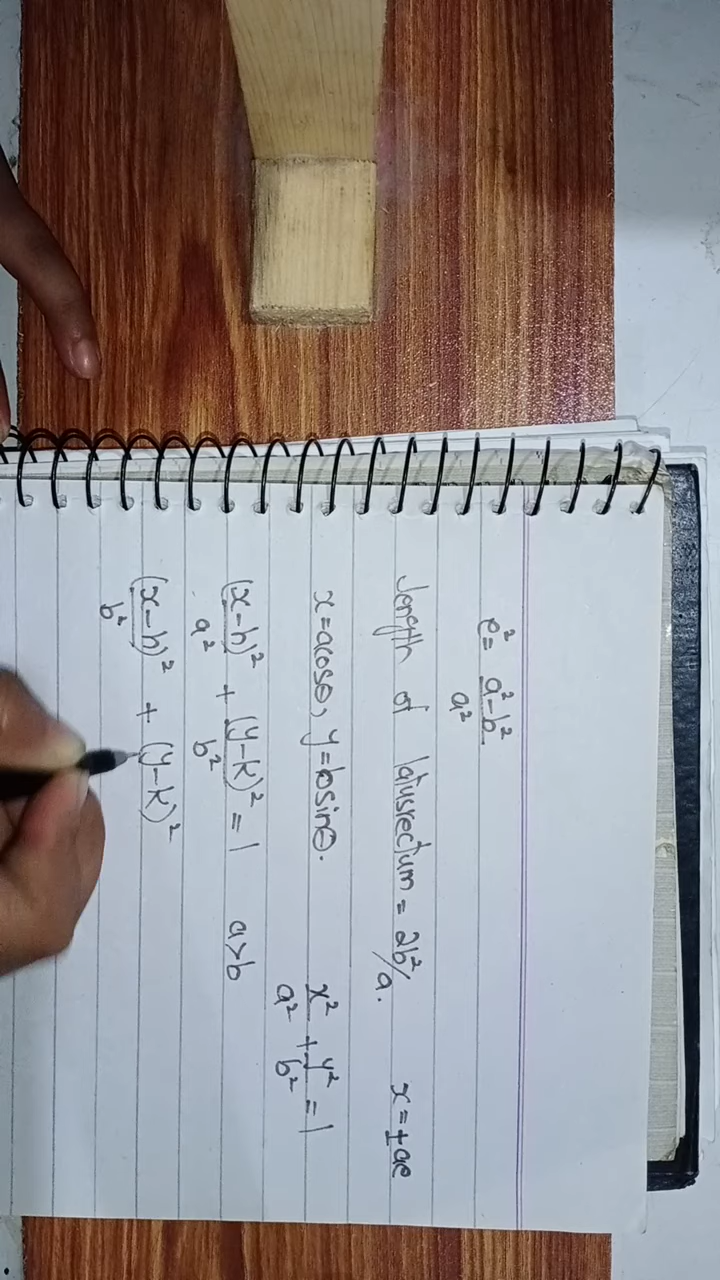 e² = a²-b²/a²
length of latusrectum = 2b²/a. x = ±ae
x=acosθ, y=bsinθ. x²/a² + y²/b² = 1
(x-h)²/a² + (y-k)²/b² = 1 a>b
(x-h)²/b² + (y-k)²